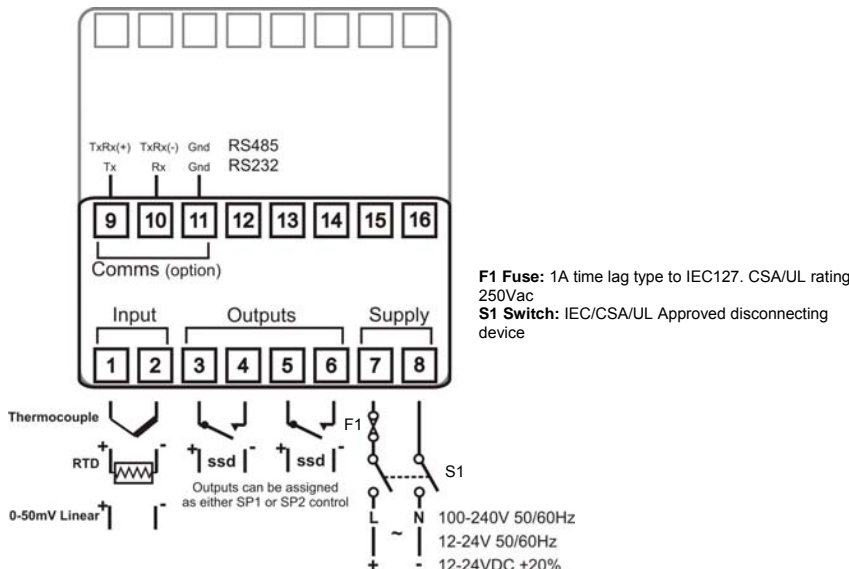 TxRx(+) TxRx(-) Gnd RS485
Tx Rx Gnd RS232
9 10 11 12 13 14 15 16
Comms (option)
F1 Fuse: 1A time lag type to IEC127. CSA/UL rating
250Vac
S1 Switch: IEC/CSA/UL Approved disconnecting
device
Input Outputs Supply
1 2 3 4 5 6 7 8
Thermocouple
F1
RTD + - + ssd - + ssd -
S1
Outputs can be assigned
as either SP1 or SP2 control
0-50mV Linear + -
L N 100-240V 50/60Hz
~ 12-24V 50/60Hz
+ - 12-24VDC +20%